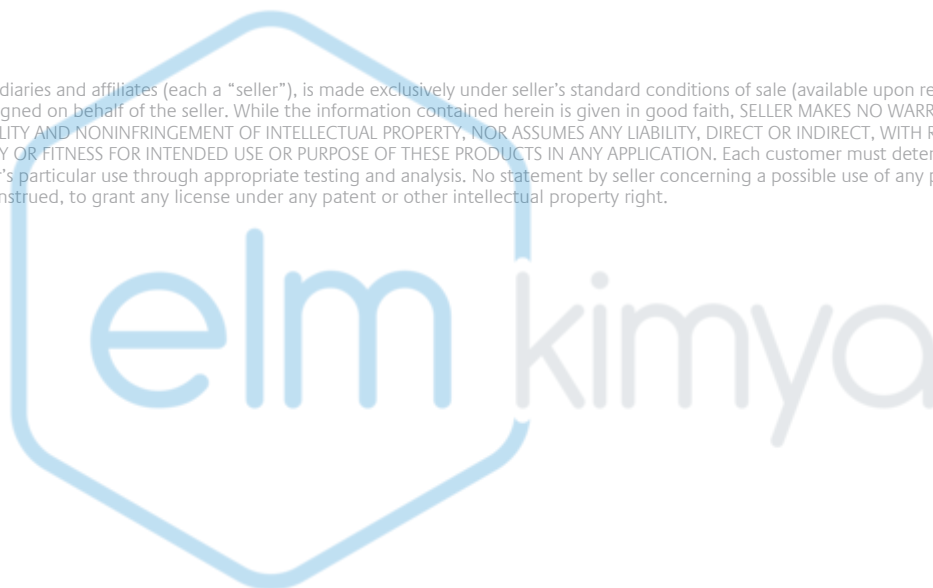 diaries and affiliates (each a “seller”), is made exclusively under seller’s standard conditions of sale (available upon re
igned on behalf of the seller. While the information contained herein is given in good faith, SELLER MAKES NO WARR
LITY AND NONINFRINGEMENT OF INTELLECTUAL PROPERTY, NOR ASSUMES ANY LIABILITY, DIRECT OR INDIRECT, WITH R
Y OR FITNESS FOR INTENDED USE OR PURPOSE OF THESE PRODUCTS IN ANY APPLICATION. Each customer must deter
r’s particular use through appropriate testing and analysis. No statement by seller concerning a possible use of any p
nstrued, to grant any license under any patent or other intellectual property right.
elm kimya